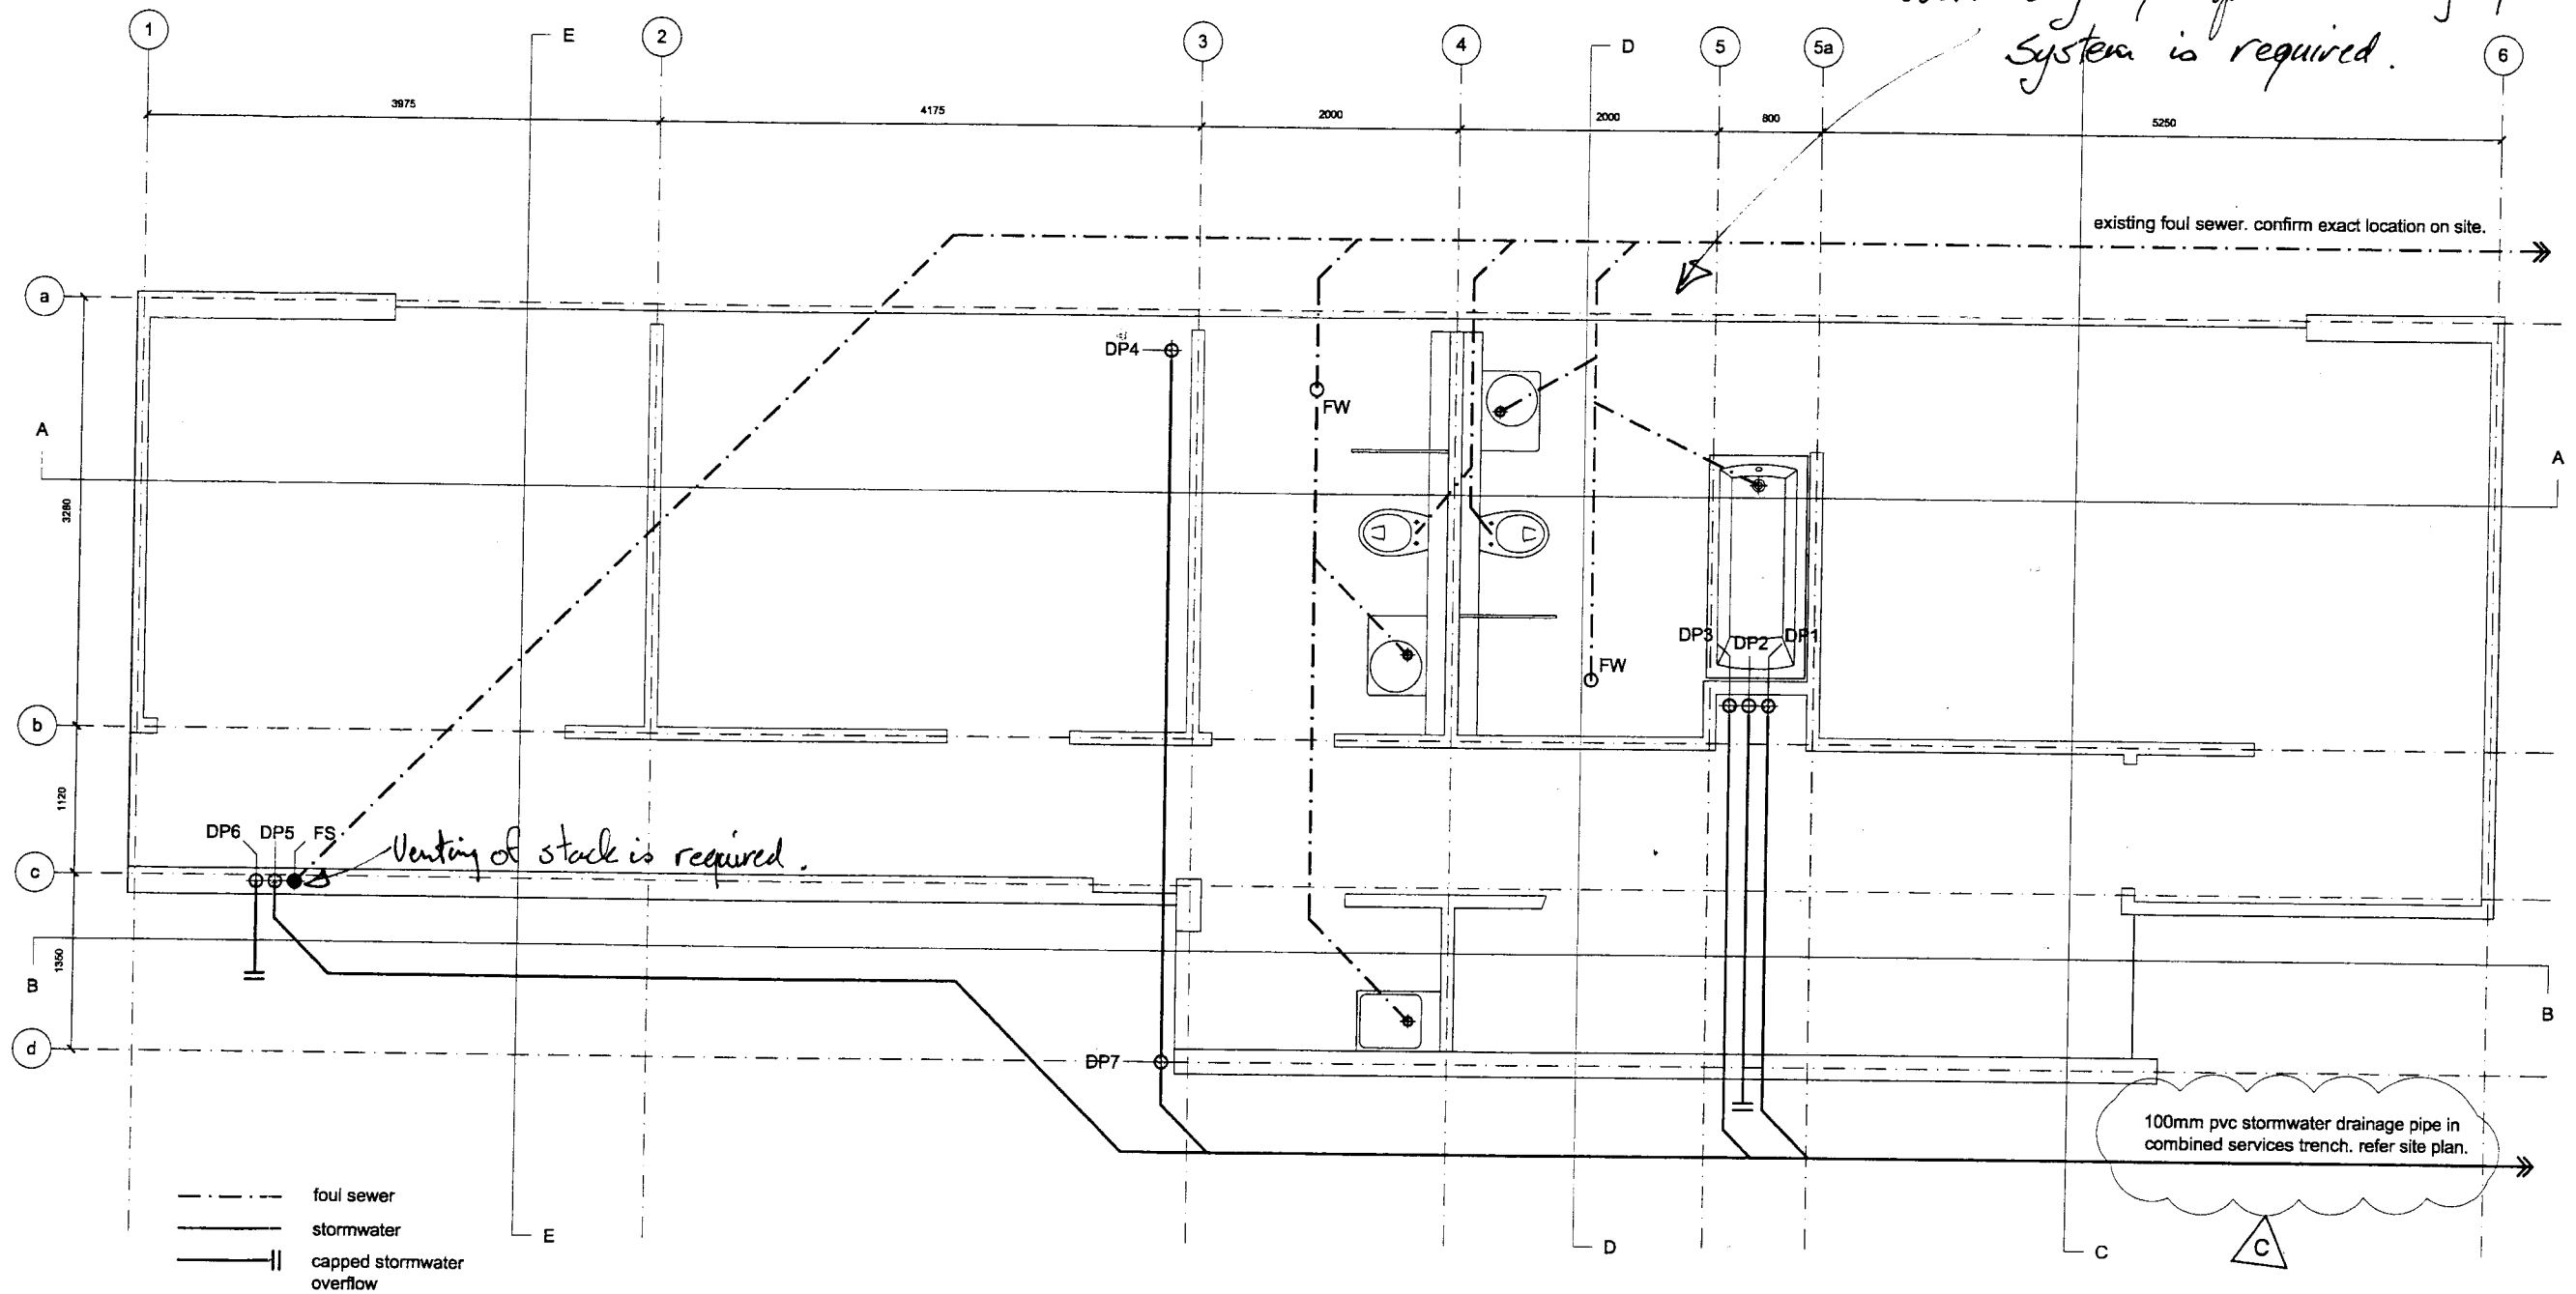 system is required.
1
E
2
3
4
D
5
5a
6
3975
4175
2000
2000
800
5250
existing foul sewer. confirm exact location on site.
a
DP4
FW
A
A
3280
DP3
DP2
DP1
FW
b
1120
DP6
DP5
FS
Venting of stack is required.
c
1350
B
B
d
DP7
100mm pvc stormwater drainage pipe in
combined services trench. refer site plan.
foul sewer
stormwater
capped stormwater
overflow
E
D
C
C